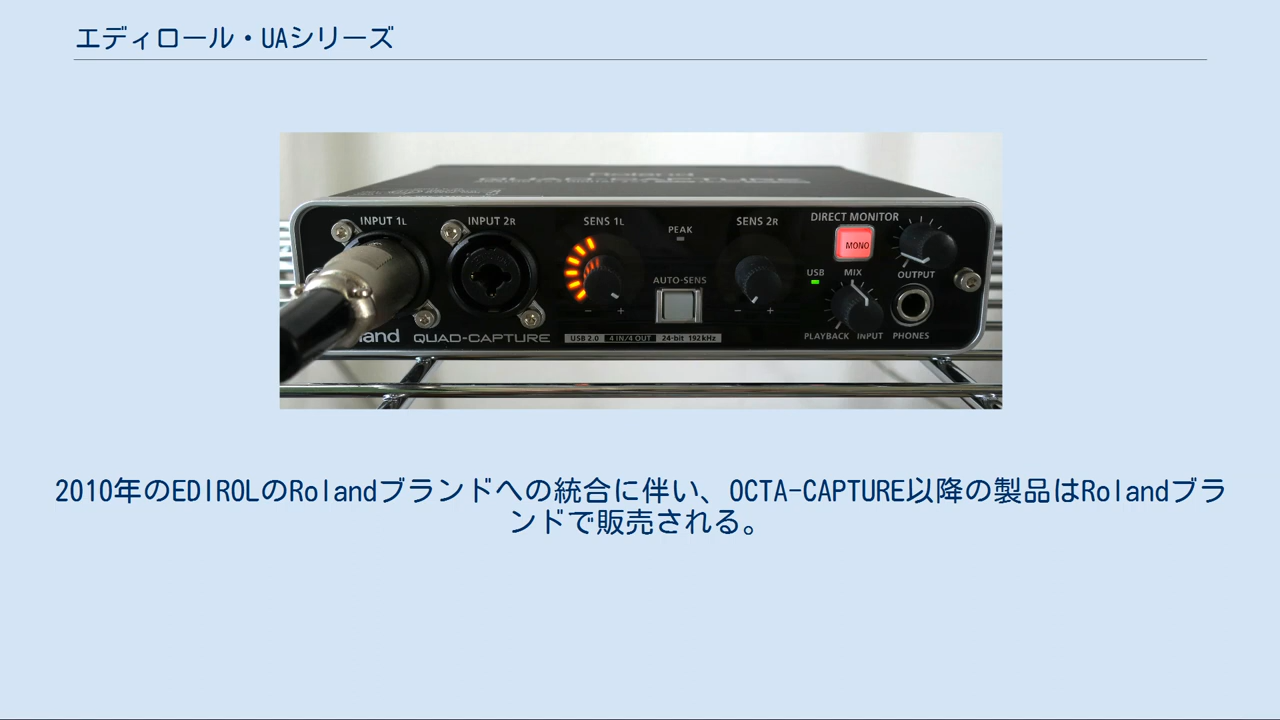 エディロール・UAシリーズ
Roland
QUAD-CAPTURE
INPUT 1L
INPUT 2R
SENS 1L
PEAK
SENS 2R
DIRECT MONITOR
MONO
AUTO-SENS
USB
MIX
OUTPUT
- +
- +
land
QUAD-CAPTURE
USB 2.0 4 IN/4 OUT 24-bit 192kHz
PLAYBACK INPUT PHONES
2010年のEDIROLのRolandブランドへの統合に伴い、OCTA-CAPTURE以降の製品はRolandブラ
ンドで販売される。